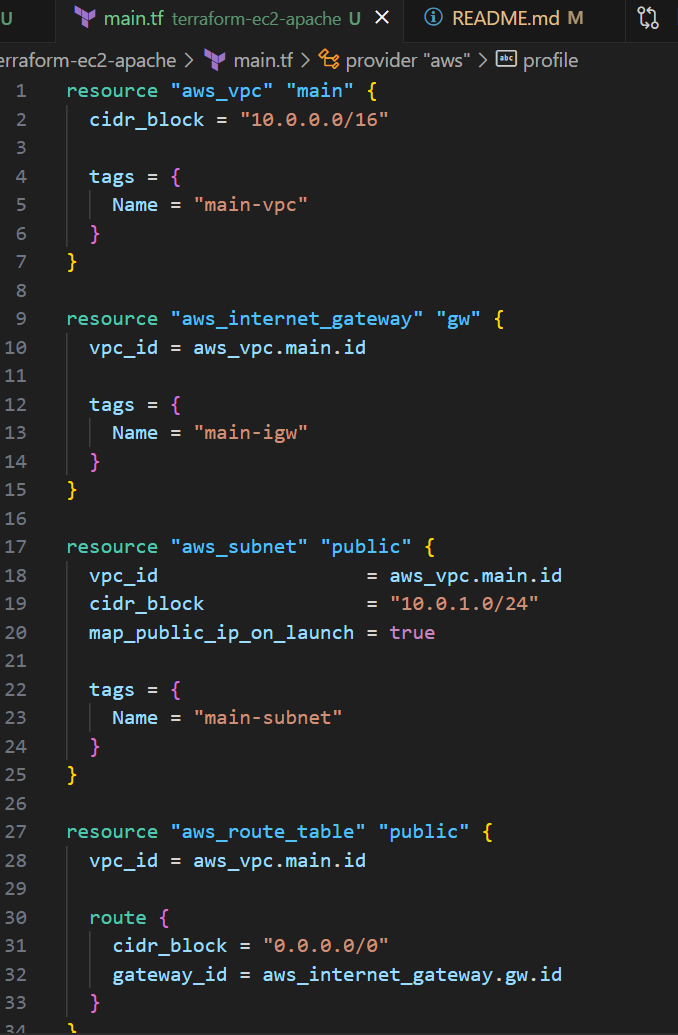 U main.tf terraform-ec2-apache U README.md M
erraform-ec2-apache > main.tf > provider "aws" > abc profile
1 resource "aws_vpc" "main" {
2   cidr_block = "10.0.0.0/16"
3
4   tags = {
5     Name = "main-vpc"
6   }
7 }
8
9 resource "aws_internet_gateway" "gw" {
10   vpc_id = aws_vpc.main.id
11
12   tags = {
13     Name = "main-igw"
14   }
15 }
16
17 resource "aws_subnet" "public" {
18   vpc_id                  = aws_vpc.main.id
19   cidr_block              = "10.0.1.0/24"
20   map_public_ip_on_launch = true
21
22   tags = {
23     Name = "main-subnet"
24   }
25 }
26
27 resource "aws_route_table" "public" {
28   vpc_id = aws_vpc.main.id
29
30   route {
31     cidr_block = "0.0.0.0/0"
32     gateway_id = aws_internet_gateway.gw.id
33   }
34 }